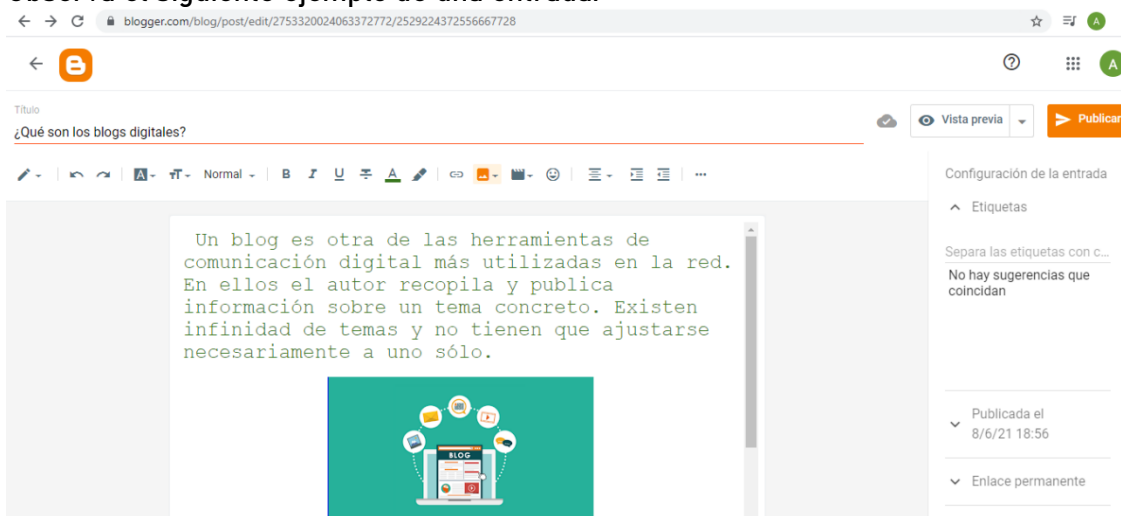 Observa el siguiente ejemplo de una entrada.
blogger.com/blog/post/edit/2753320024063372772/2529224372556667728
A
A
Título
¿Qué son los blogs digitales?
Vista previa
Publicar
Normal
B I U A
Configuración de la entrada
Etiquetas
Separa las etiquetas con c...
No hay sugerencias que
coincidan
Publicada el
8/6/21 18:56
Enlace permanente
Un blog es otra de las herramientas de
comunicación digital más utilizadas en la red.
En ellos el autor recopila y publica
información sobre un tema concreto. Existen
infinidad de temas y no tienen que ajustarse
necesariamente a uno sólo.
BLOG